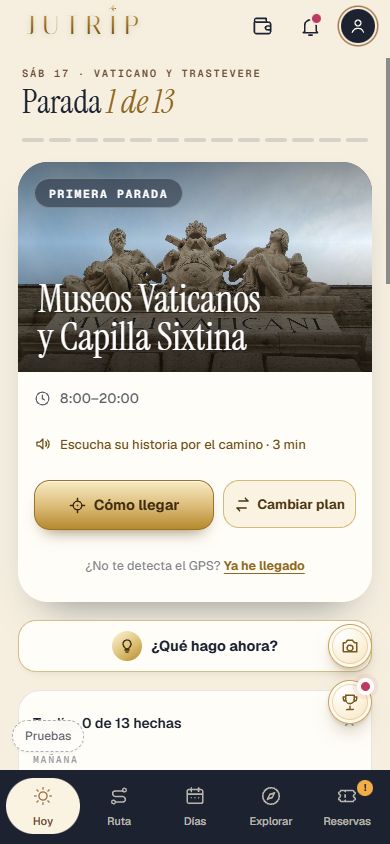 JUTRIP
SÁB 17 · VATICANO Y TRASTEVERE
Parada 1 de 13
PRIMERA PARADA
Museos Vaticanos
y Capilla Sixtina
8:00–20:00
Escucha su historia por el camino · 3 min
Cómo llegar
Cambiar plan
¿No te detecta el GPS? Ya he llegado
¿Qué hago ahora?
0 de 13 hechas
Pruebas
MAÑANA
Hoy
Ruta
Días
Explorar
!
Reservas